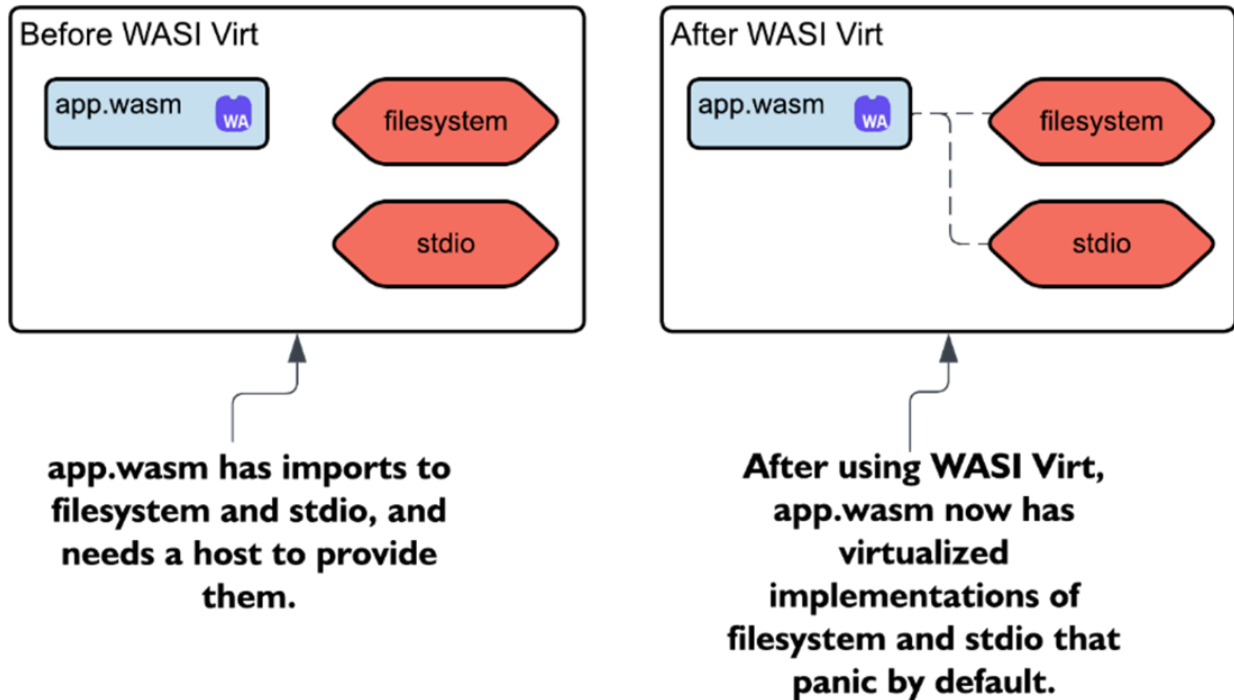 Before WASI Virt
app.wasm
WA
filesystem
stdio
app.wasm has imports to
filesystem and stdio, and
needs a host to provide
them.
After WASI Virt
app.wasm
WA
filesystem
stdio
After using WASI Virt,
app.wasm now has
virtualized
implementations of
filesystem and stdio that
panic by default.